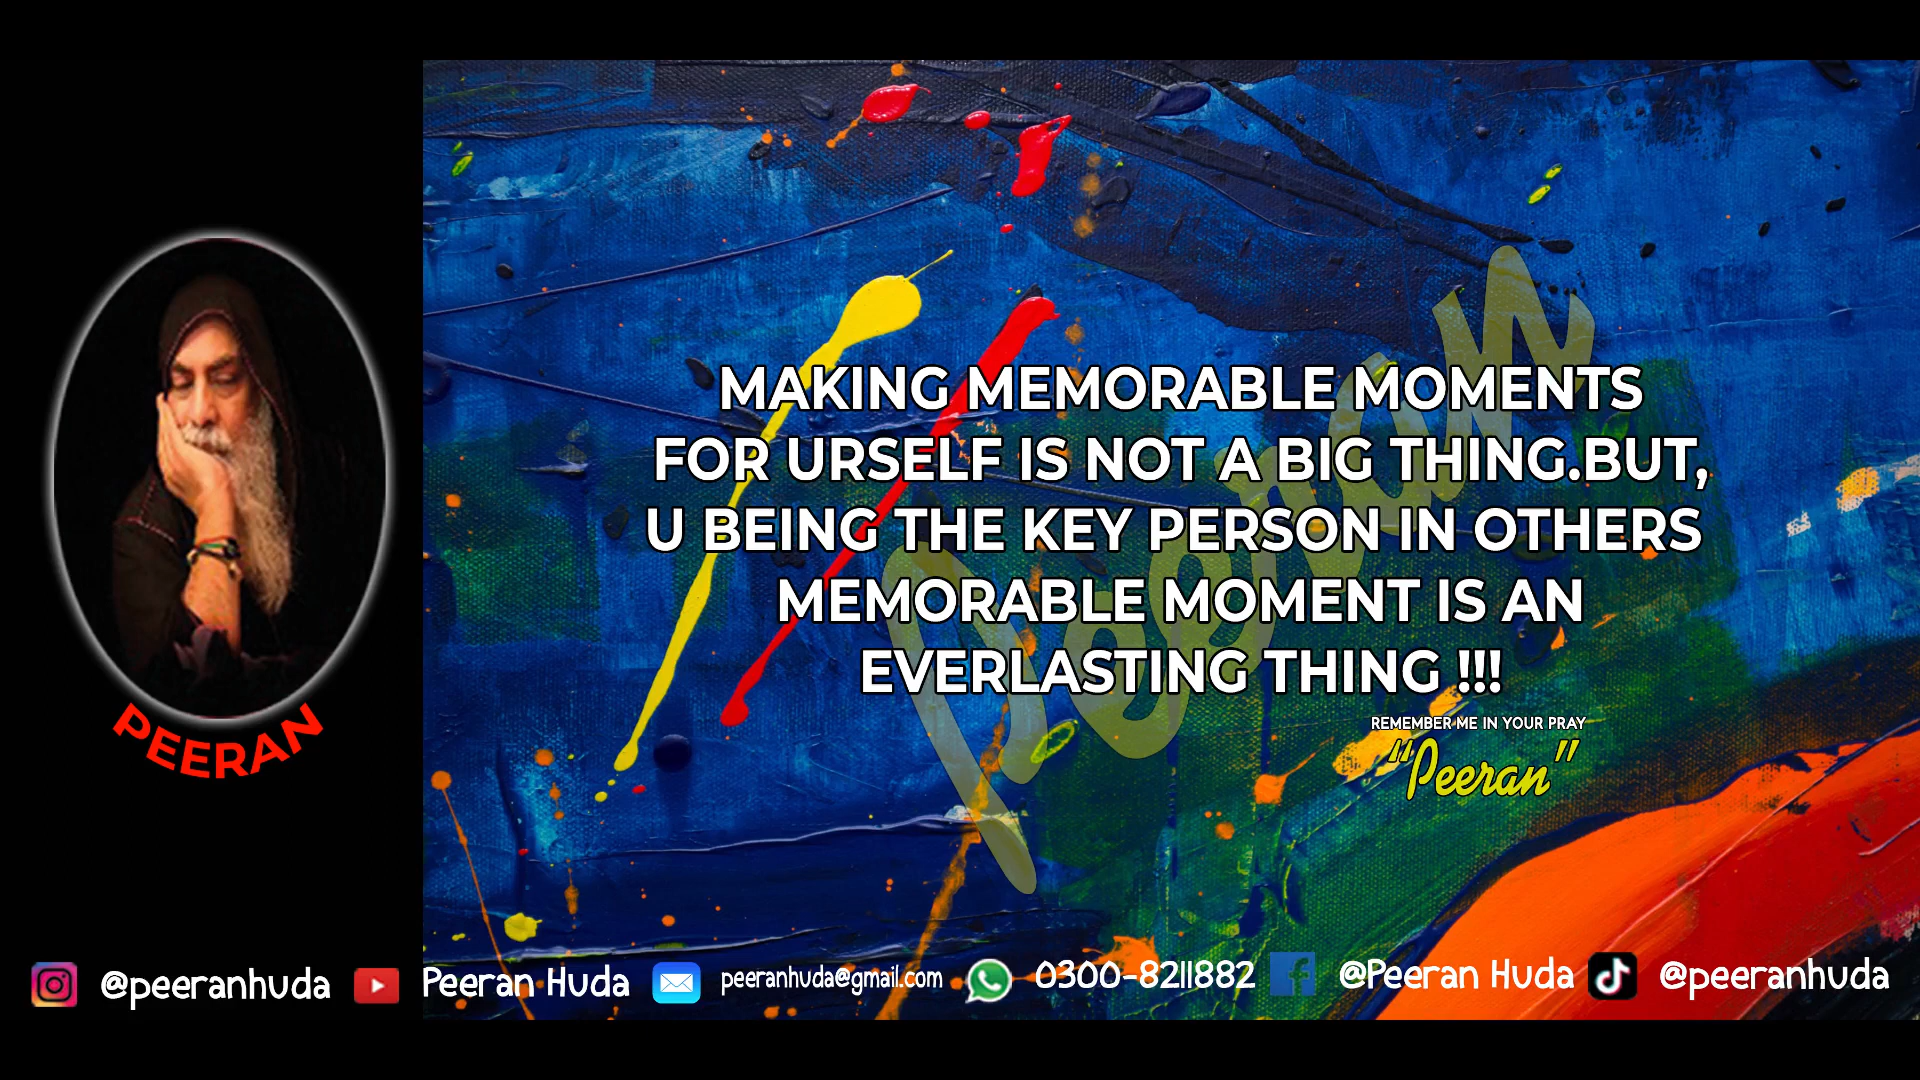 MAKING MEMORABLE MOMENTS
FOR URSELF IS NOT A BIG THING.BUT,
U BEING THE KEY PERSON IN OTHERS
MEMORABLE MOMENT IS AN
EVERLASTING THING !!!
REMEMBER ME IN YOUR PRAY
"Peeran"
Peeran
PEERAN
@peeranhuda Peeran Huda peeranhuda@gmail.com 0300-8211882 @Peeran Huda @peeranhuda